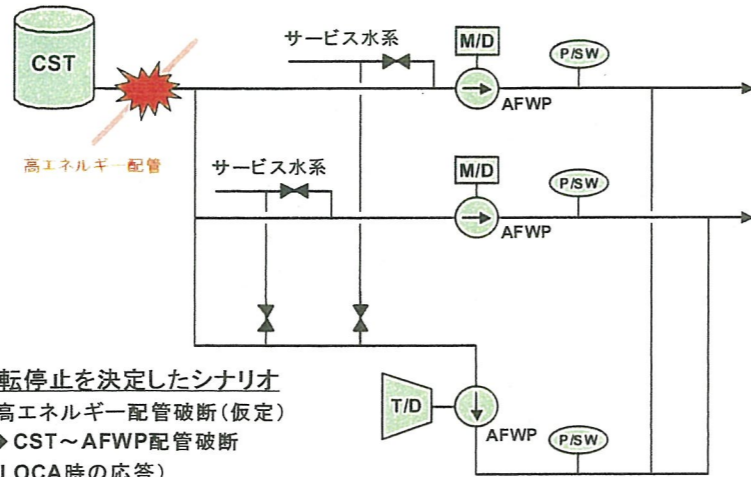 サービス水系
M/D
P/SW
CST
AFWP
高エネルギー配管
サービス水系
M/D
P/SW
AFWP
転停止を決定したシナリオ
高エネルギー配管破断(仮定)
CST～AFWP配管破断
LOCA時の応答)
T/D
AFWP
P/SW